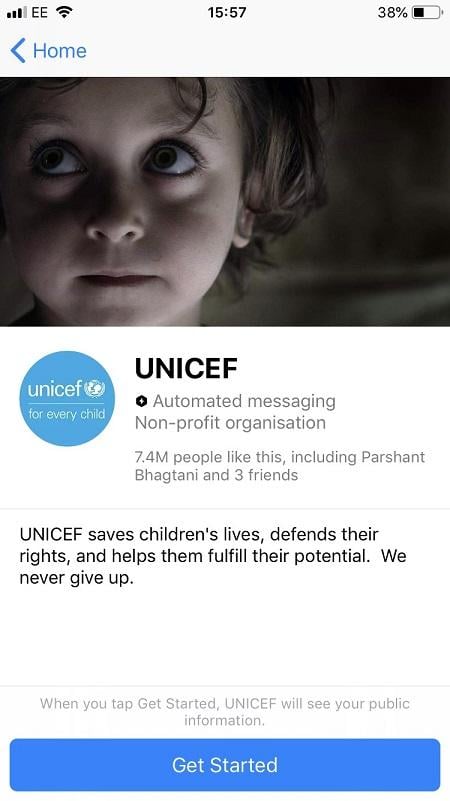 EE 15:57 38%
Home
unicef
for every child
UNICEF
Automated messaging
Non-profit organisation
7.4M people like this, including Parshant
Bhagtani and 3 friends
UNICEF saves children's lives, defends their
rights, and helps them fulfill their potential.  We
never give up.
When you tap Get Started, UNICEF will see your public
information.
Get Started